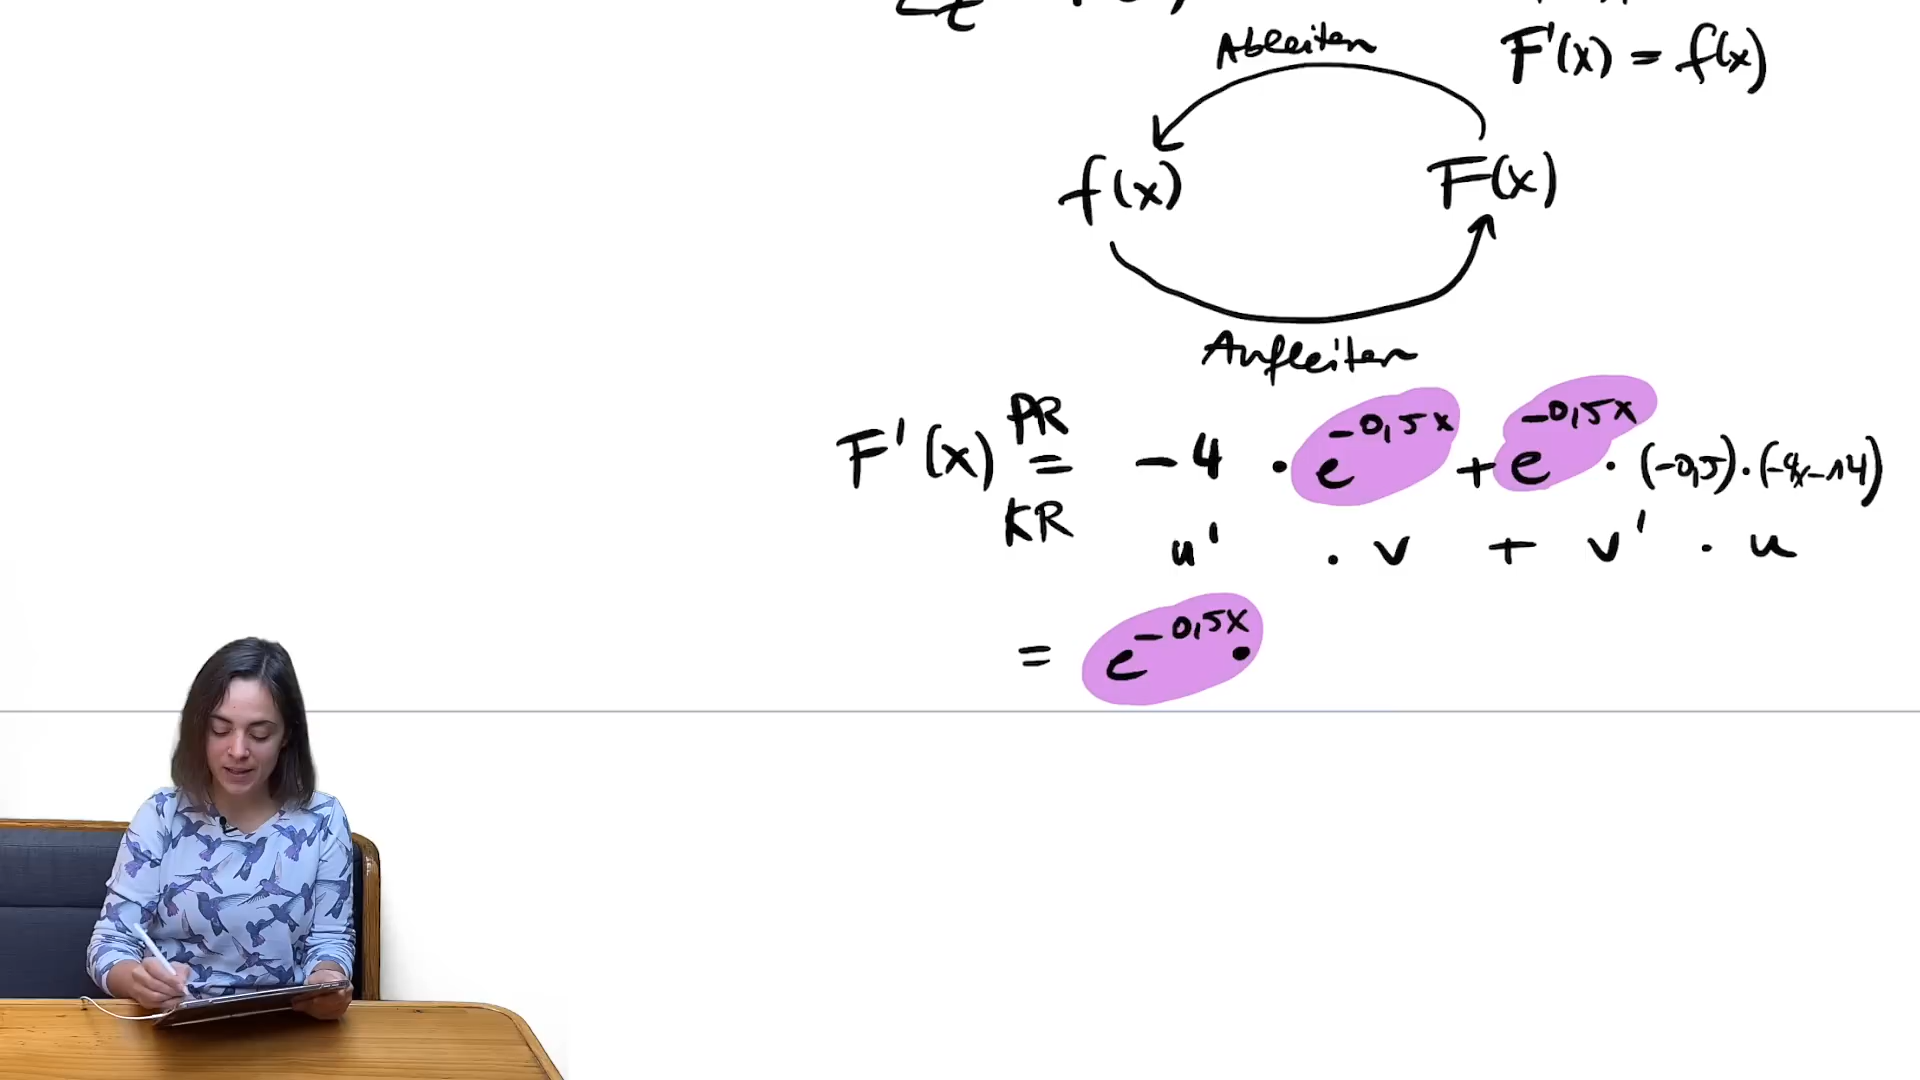 Ableiten
F'(x) = f(x)
f(x) F(x)
Aufleiten
F'(x) PR = KR -4 · e^-0,5x + e^-0,5x · (-0,5) · (-4x-14)
u' · v + v' · u
= e^-0,5x ·